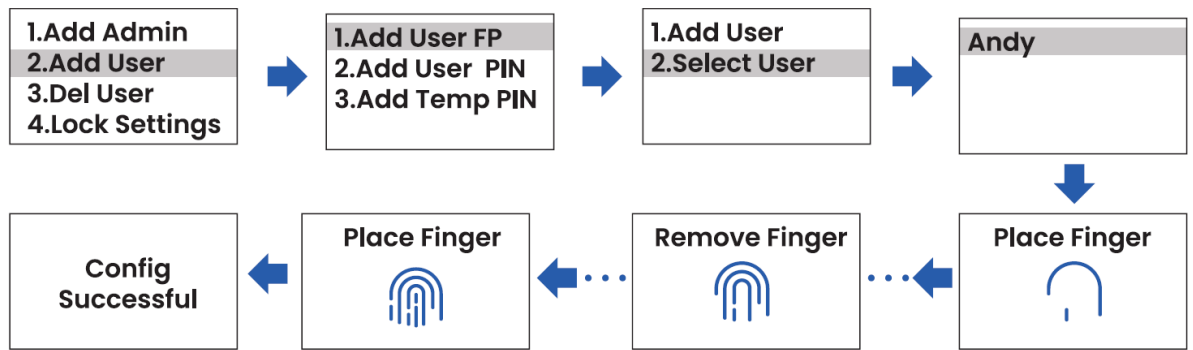 1.Add Admin
2.Add User
3.Del User
4.Lock Settings
1.Add User FP
2.Add User PIN
3.Add Temp PIN
1.Add User
2.Select User
Andy
Place Finger
Remove Finger
Place Finger
Config
Successful